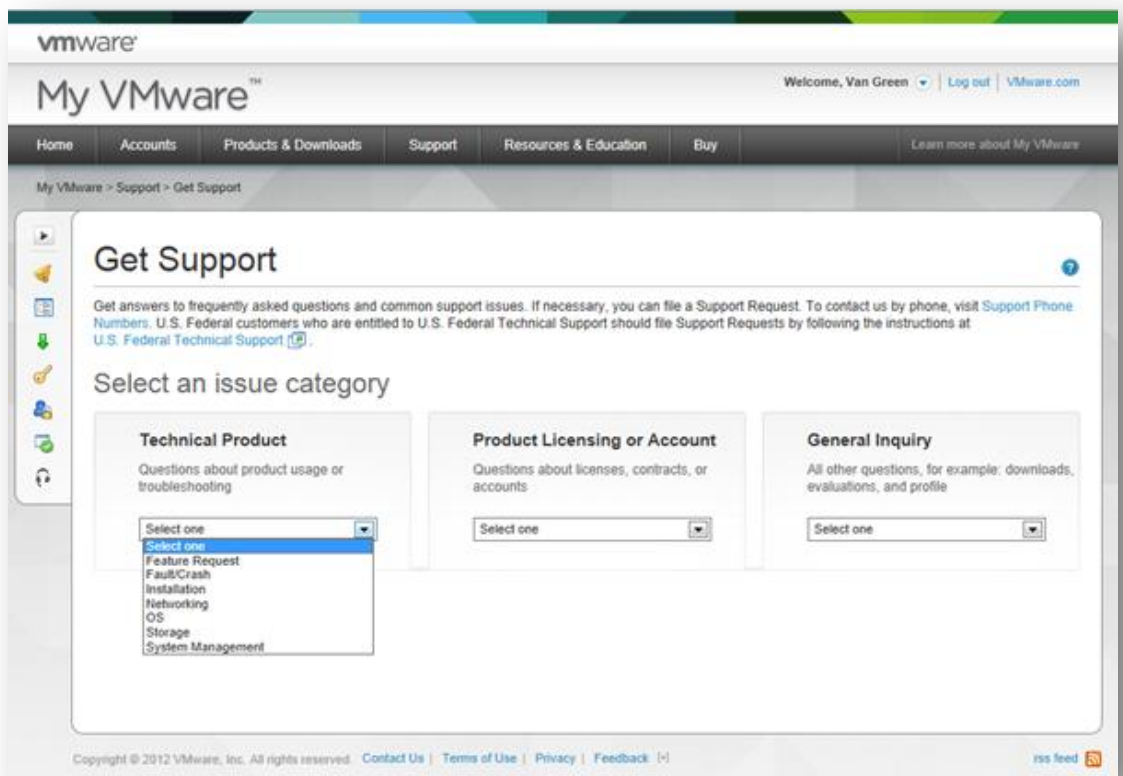 vmware
My VMware™
Welcome, Van Green | Log out | VMware.com
Home Accounts Products & Downloads Support Resources & Education Buy Learn more about My VMware
My VMware > Support > Get Support
Get Support
Get answers to frequently asked questions and common support issues. If necessary, you can file a Support Request. To contact us by phone, visit Support Phone
Numbers. U.S. Federal customers who are entitled to U.S. Federal Technical Support should file Support Requests by following the instructions at
U.S. Federal Technical Support .
Select an issue category
Technical Product
Questions about product usage or
troubleshooting
Select one
Select one
Feature Request
Fault/Crash
Installation
Networking
OS
Storage
System Management
Product Licensing or Account
Questions about licenses, contracts, or
accounts
Select one
General Inquiry
All other questions, for example: downloads,
evaluations, and profile
Select one
Copyright © 2012 VMware, Inc. All rights reserved. Contact Us | Terms of Use | Privacy | Feedback [+] rss feed